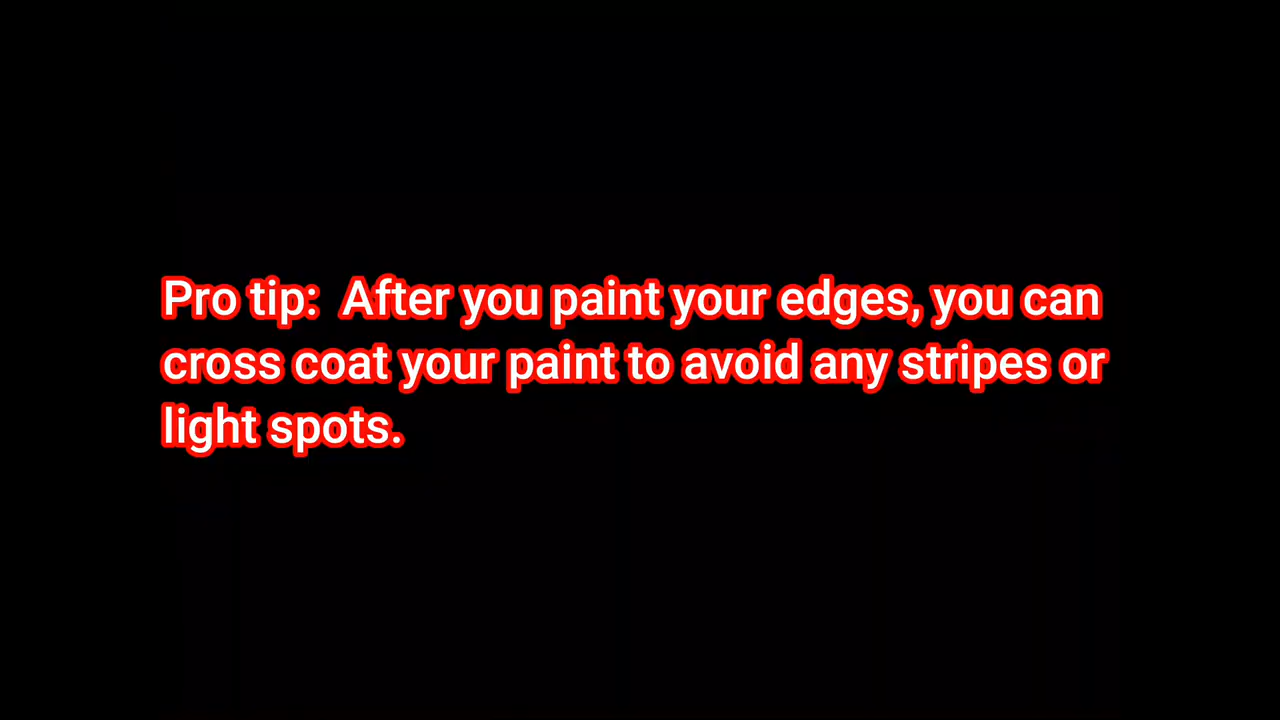 Pro tip:  After you paint your edges, you can
cross coat your paint to avoid any stripes or
light spots.